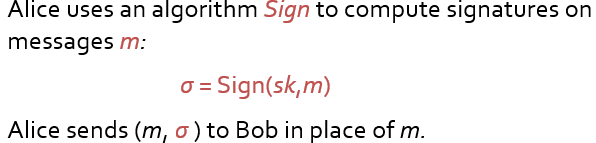 Alice uses an algorithm Sign to compute signatures on
messages m:
σ = Sign(sk,m)
Alice sends (m, σ ) to Bob in place of m.